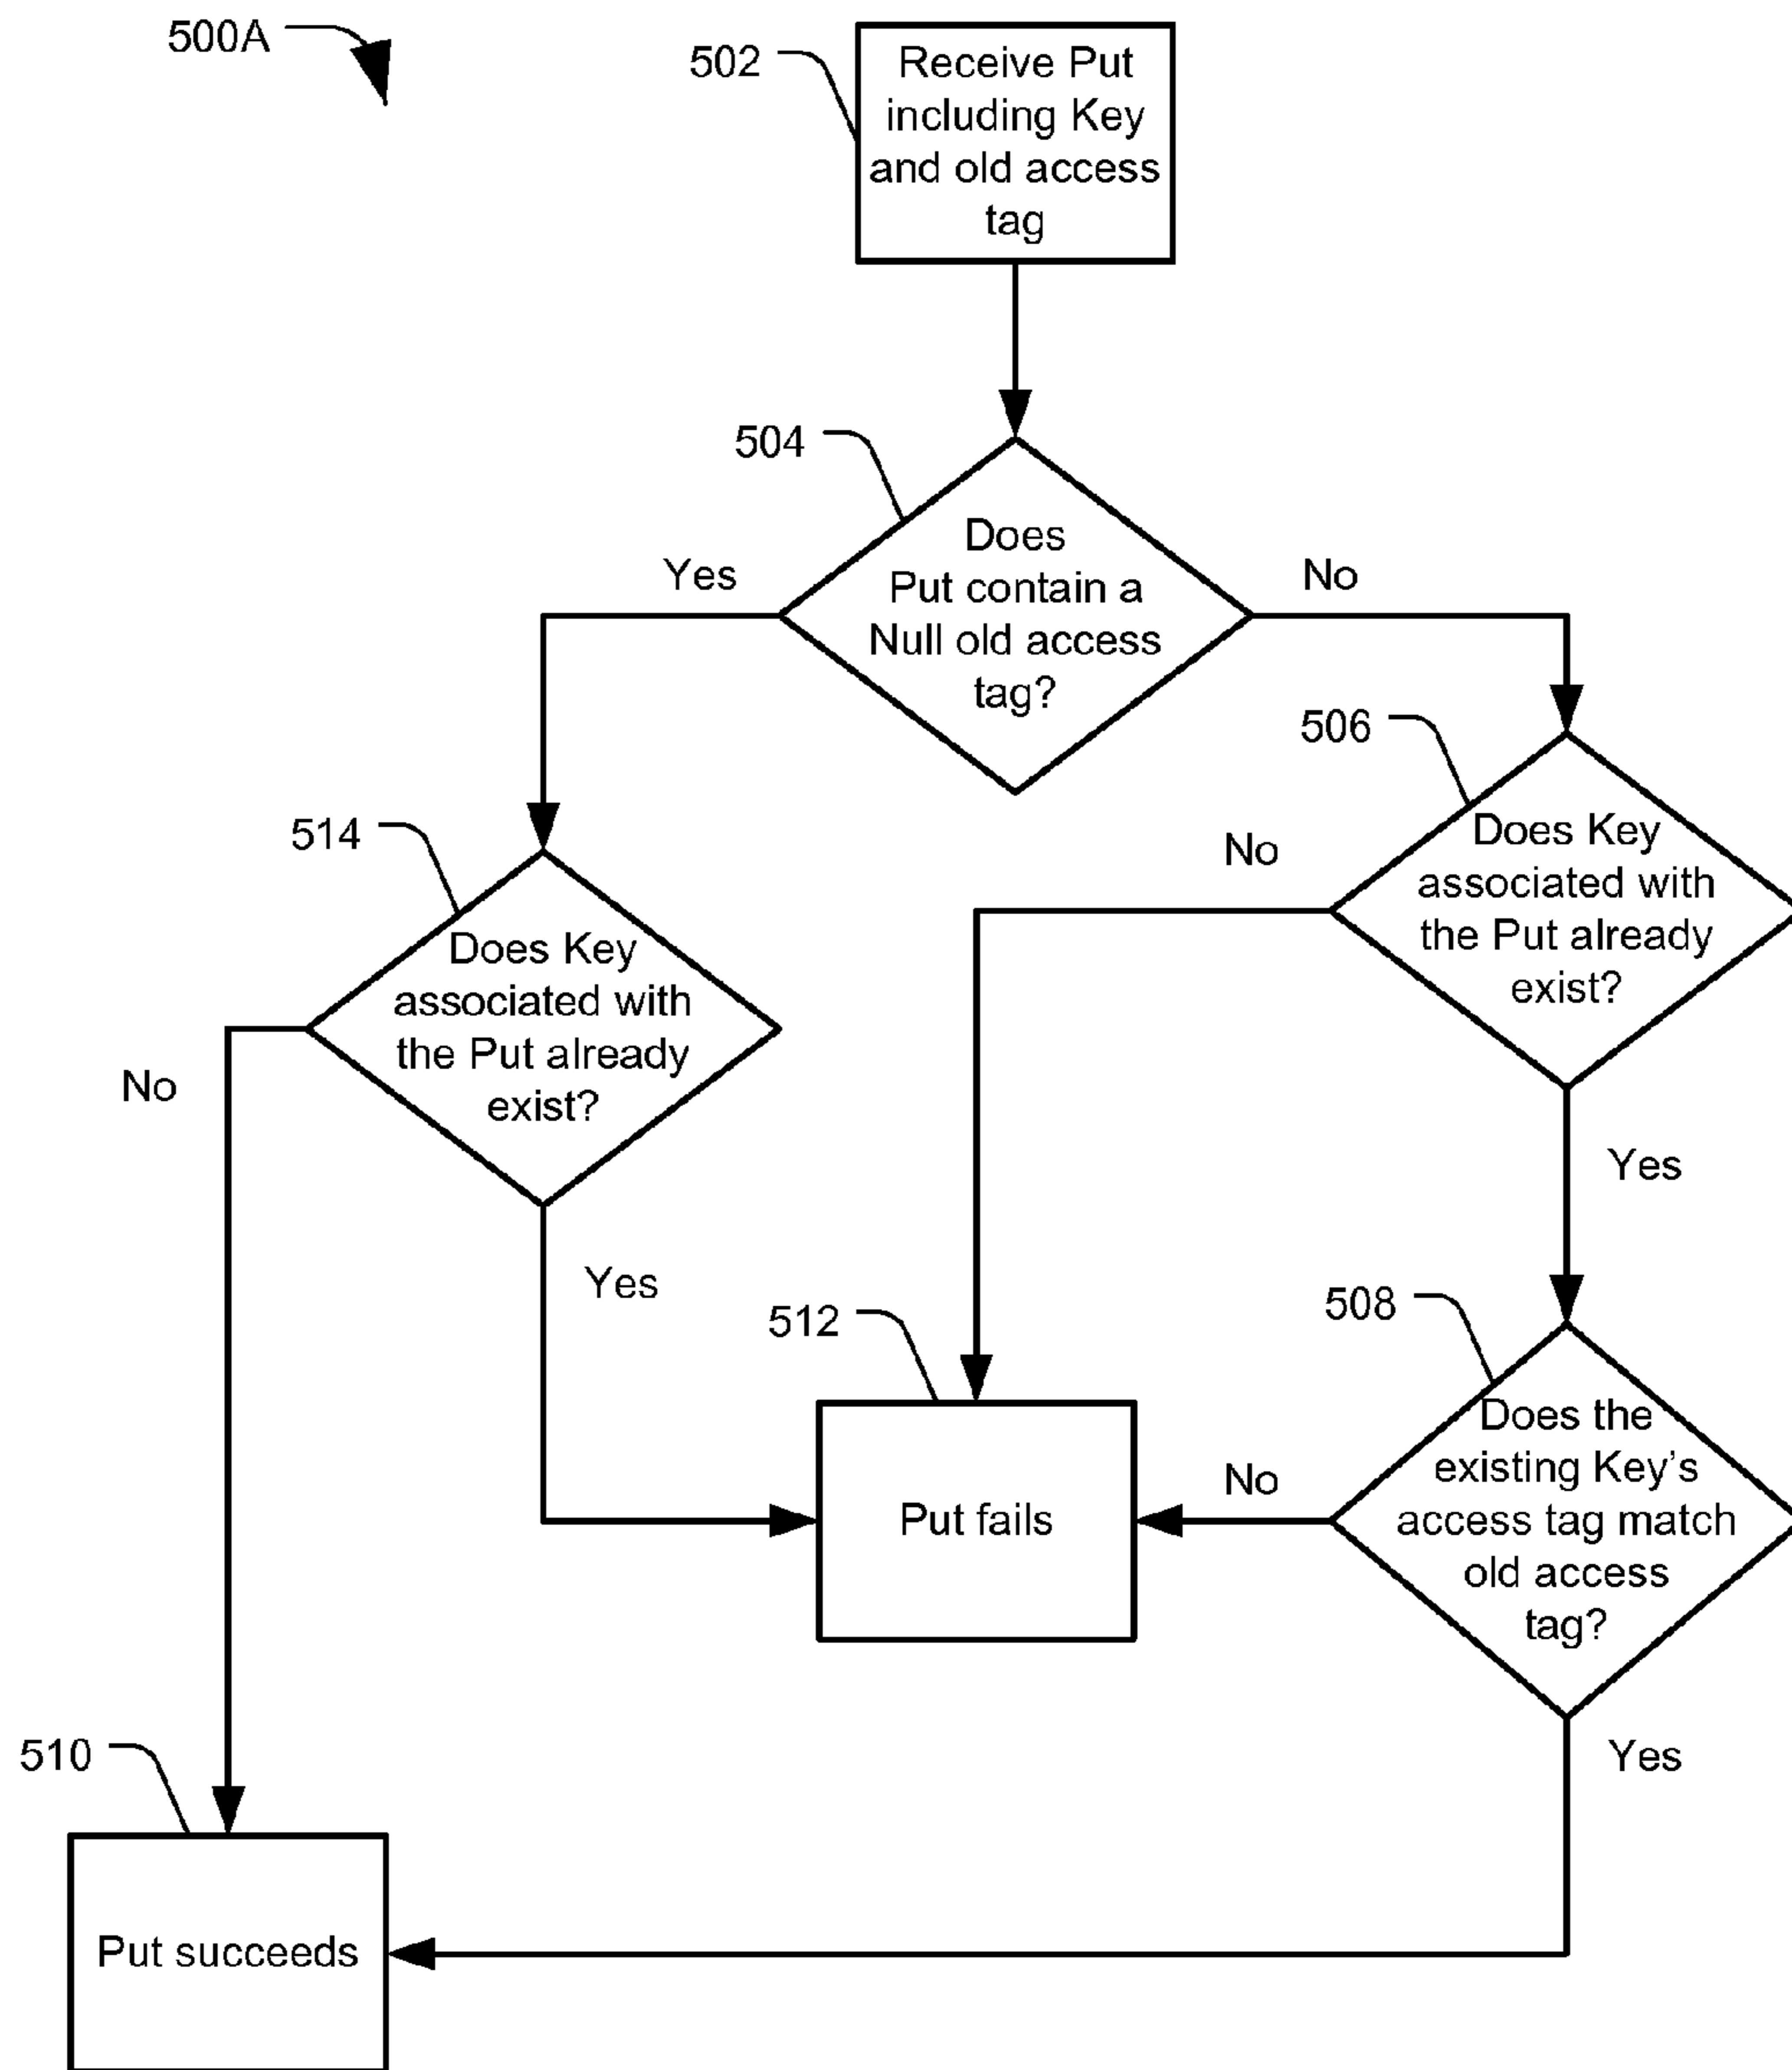 500A
502
Receive Put
including Key
and old access
tag
504
Does
Put contain a
Null old access
tag?
Yes
No
506
Does Key
associated with
the Put already
exist?
No
Yes
514
Does Key
associated with
the Put already
exist?
No
Yes
508
Does the
existing Key's
access tag match
old access
tag?
No
Yes
512
Put fails
510
Put succeeds